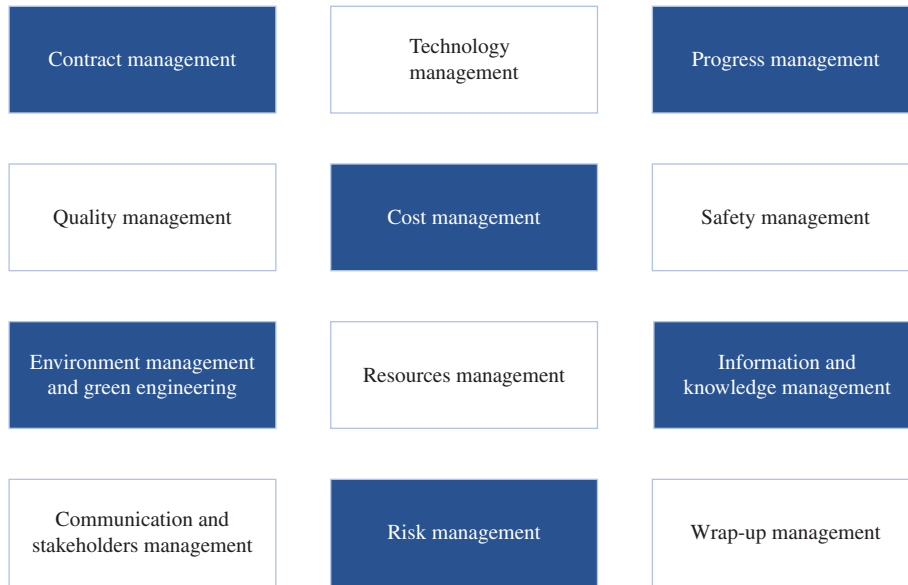 Contract management
Technology
management
Progress management
Quality management
Cost management
Safety management
Environment management
and green engineering
Resources management
Information and
knowledge management
Communication and
stakeholders management
Risk management
Wrap-up management